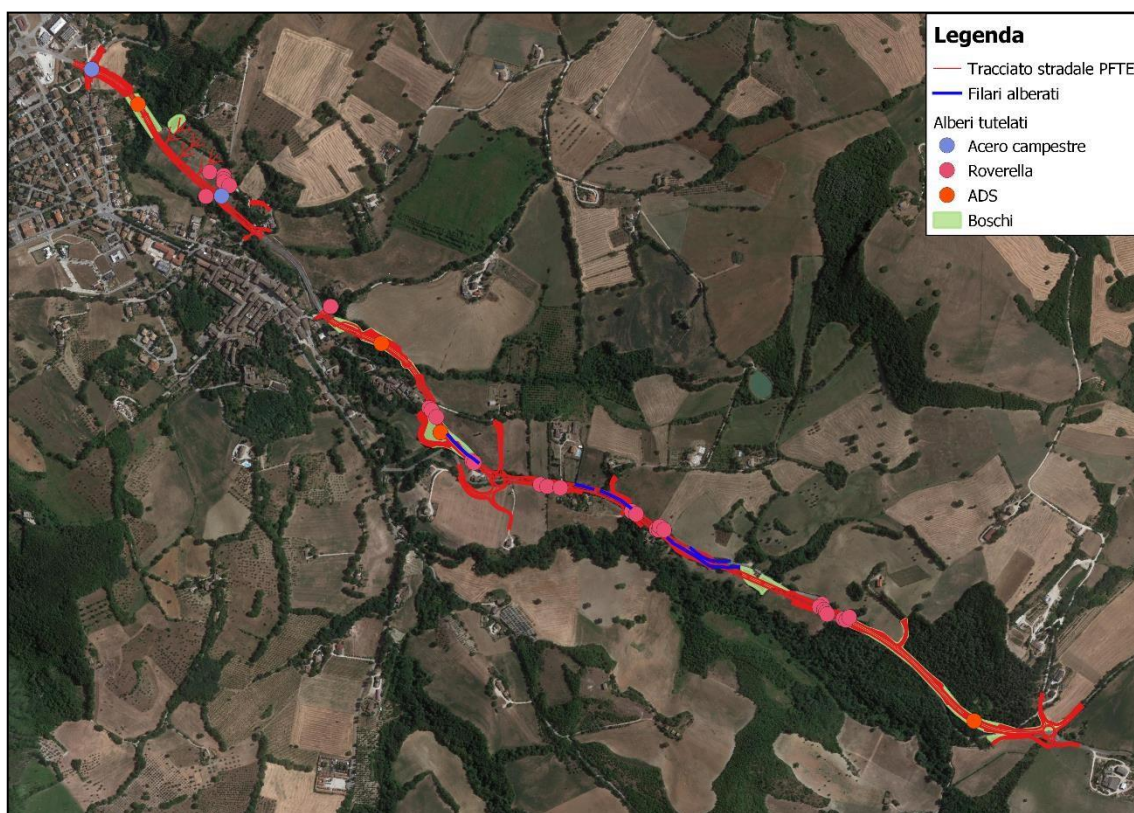 Legenda
Tracciato stradale PFTE
Filari alberati
Alberi tutelati
Acero campestre
Roverella
ADS
Boschi